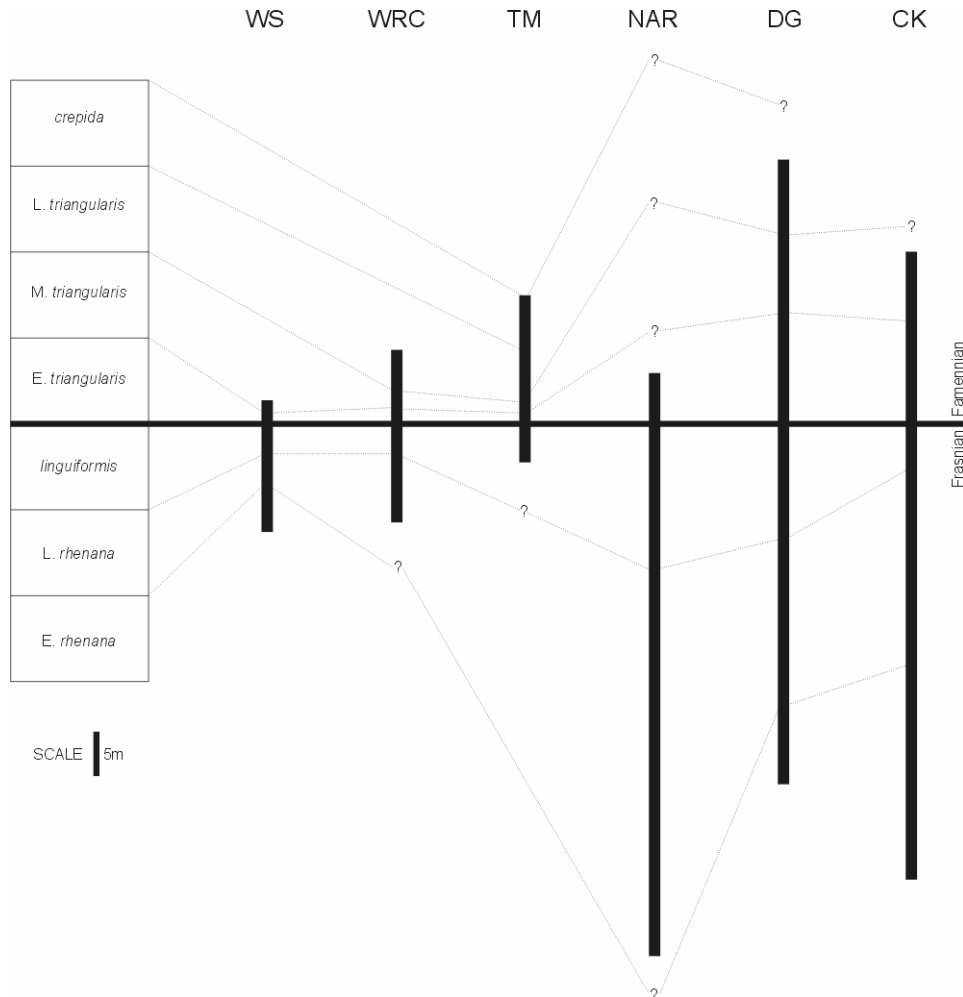 WS WRC TM NAR DG CK
?
?
crepida
L. triangularis
?
?
M. triangularis
?
E. triangularis
Famennian
Frasnian
linguiformis
?
L. rhenana
?
E. rhenana
SCALE 5m
?